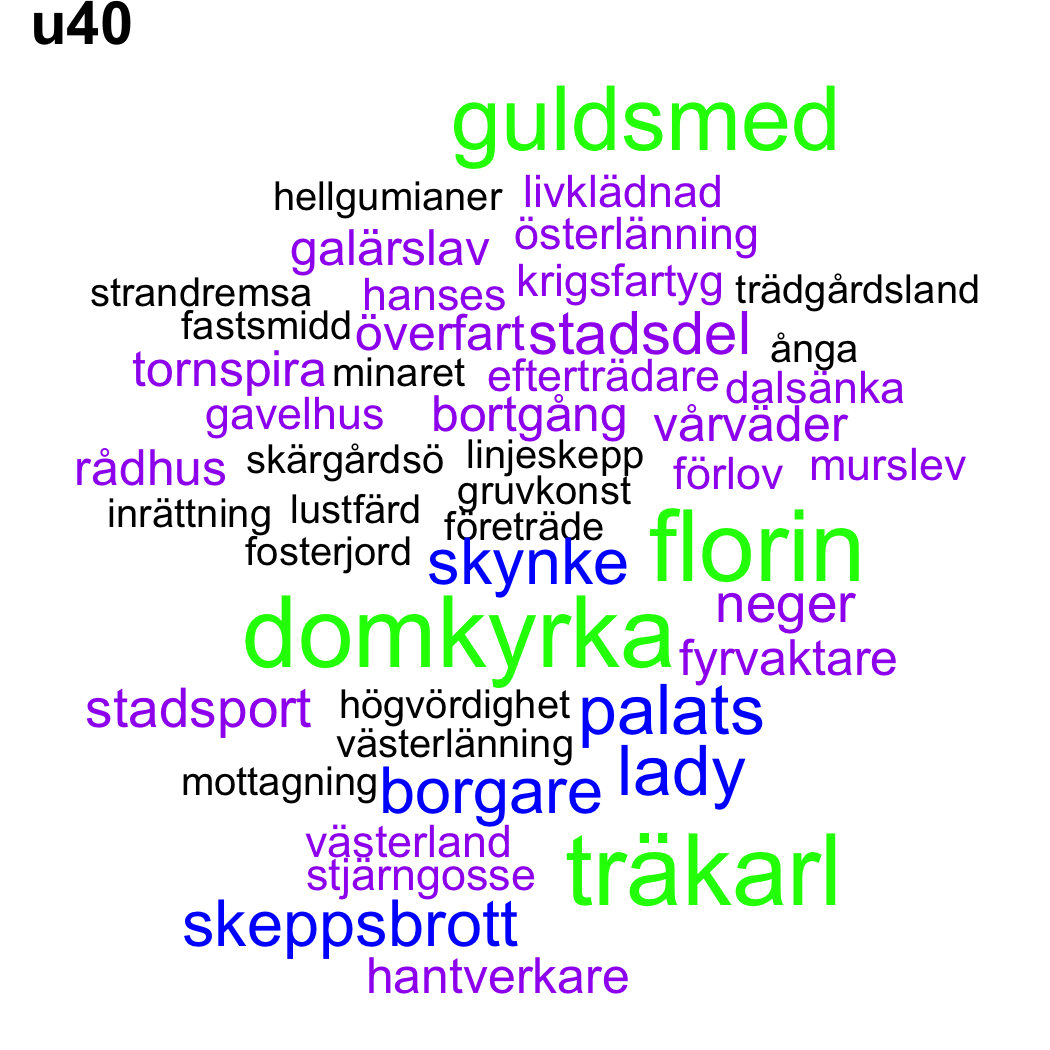 u40
guldsmed
hellgumianer livklädnad
galärslav österlänning
strandremsa hanses krigsfartyg trädgårdsland
fastsmidd överfart stadsdel ånga
tornspira minaret efterträdare dalsänka
gavelhus bortgång vårväder
rådhus skärgårdsö linjeskepp förlov murslev
inrättning lustfärd gruvkonst
företräde
fosterjord skynke florin
neger
domkyrka fyrvaktare
stadsport högvördighet palats
västerlänning
mottagning borgare lady
västerland
stjärngosse träkarl
skeppsbrott
hantverkare